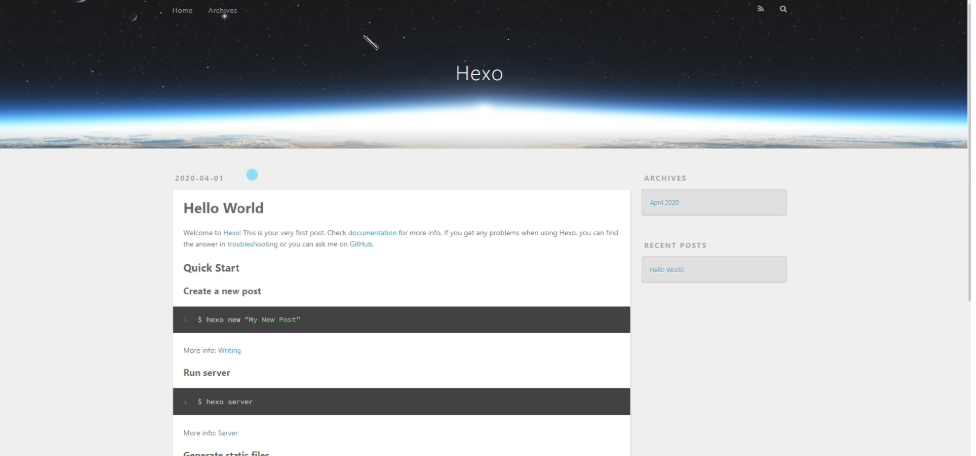 Home Archives
Hexo
2020-04-01
Hello World
Welcome to Hexo! This is your very first post. Check documentation for more info. If you get any problems when using Hexo, you can find
the answer in troubleshooting or you can ask me on GitHub.
Quick Start
Create a new post
1 $ hexo new "My New Post"
More info: Writing
Run server
1 $ hexo server
More info: Server
Generate static files
ARCHIVES
April 2020
RECENT POSTS
Hello World